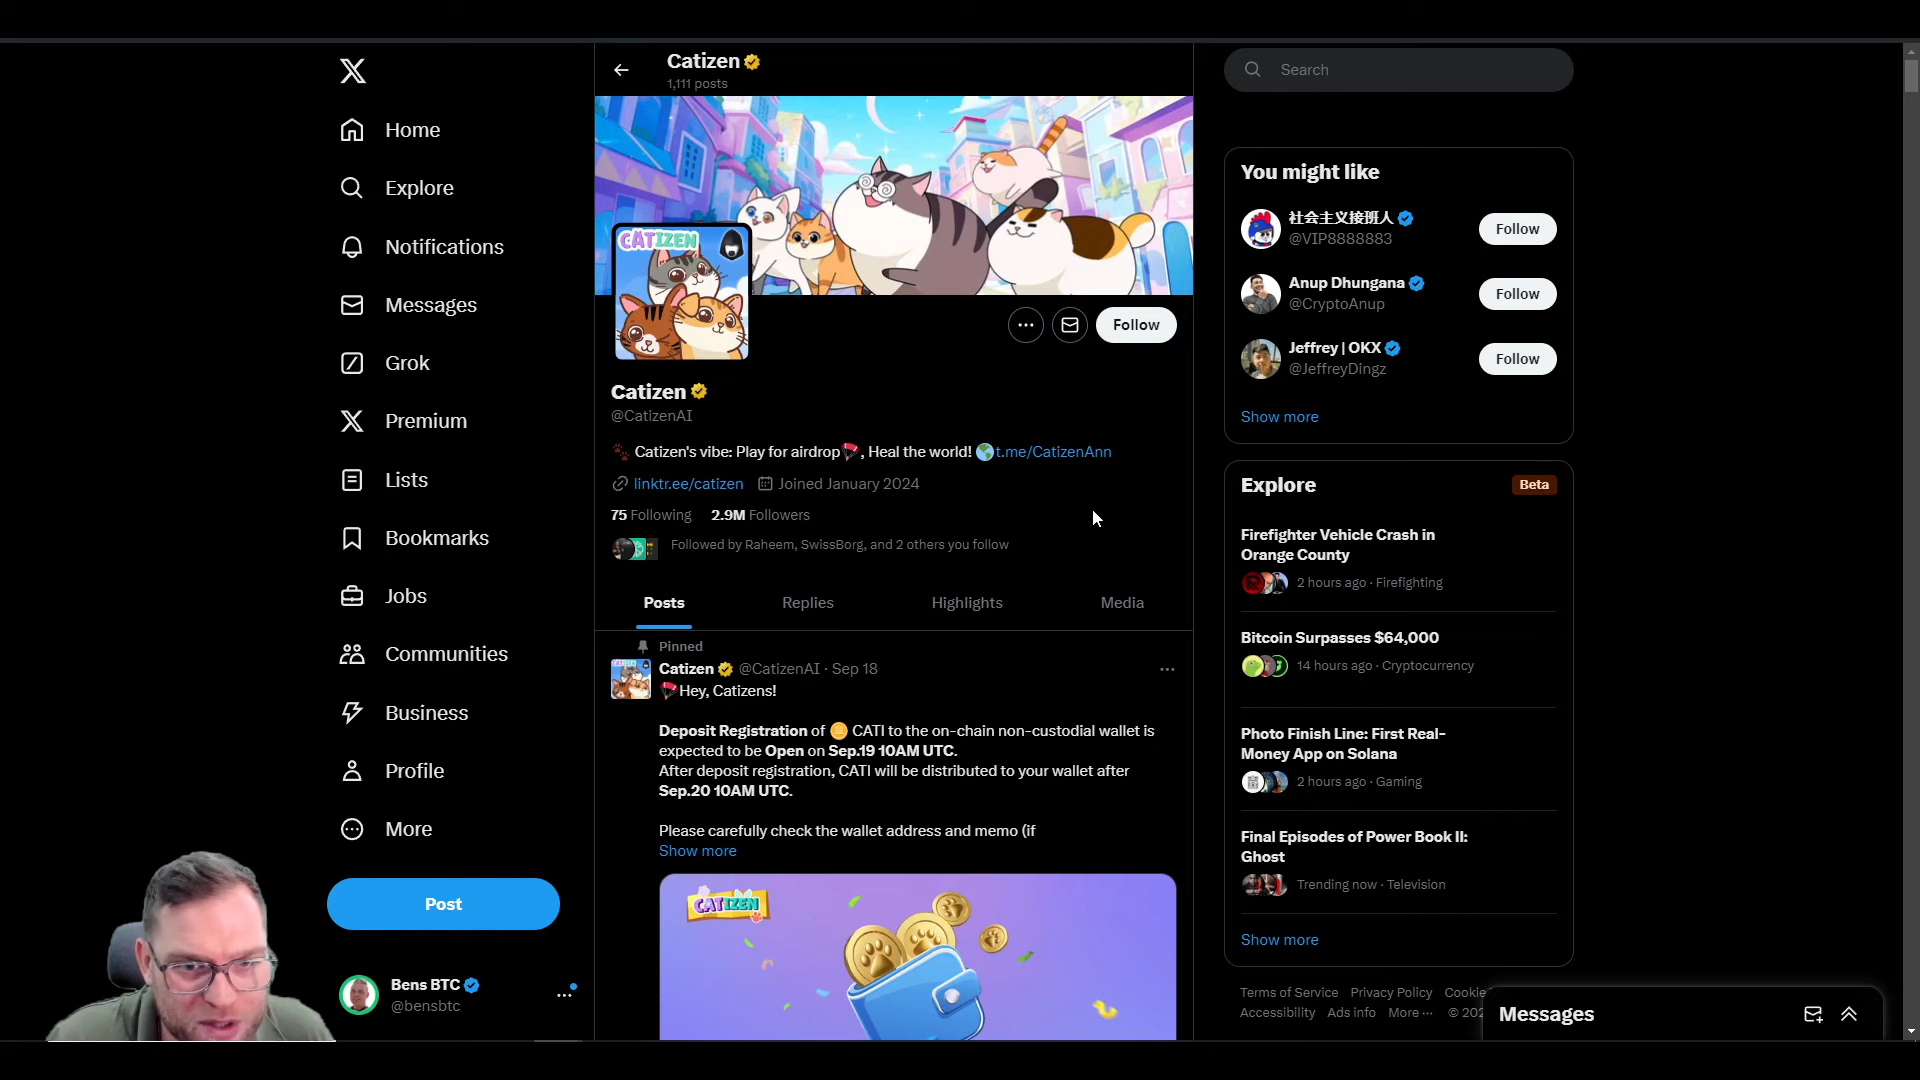 Home
Explore
Notifications
Messages
Grok
Premium
Lists
Bookmarks
Jobs
Communities
Business
Profile
More
Post
Bens BTC
@bensbtc
Catizen
1,111 posts
CATIZEN
Follow
Catizen
@CatizenAI
Catizen's vibe: Play for airdrop, Heal the world! t.me/CatizenAnn
linktr.ee/catizen Joined January 2024
75 Following 2.9M Followers
Followed by Raheem, SwissBorg, and 2 others you follow
Posts Replies Highlights Media
Pinned
Catizen @CatizenAI · Sep 18
Hey, Catizens!
Deposit Registration of CATI to the on-chain non-custodial wallet is
expected to be Open on Sep.19 10AM UTC.
After deposit registration, CATI will be distributed to your wallet after
Sep.20 10AM UTC.
Please carefully check the wallet address and memo (if
Show more
CATIZEN
Search
You might like
社会主义接班人
@VIP8888883
Follow
Anup Dhungana
@CryptoAnup
Follow
Jeffrey | OKX
@JeffreyDingz
Follow
Show more
Explore
Beta
Firefighter Vehicle Crash in
Orange County
2 hours ago · Firefighting
Bitcoin Surpasses $64,000
14 hours ago · Cryptocurrency
Photo Finish Line: First Real-
Money App on Solana
2 hours ago · Gaming
Final Episodes of Power Book II:
Ghost
Trending now · Television
Show more
Terms of Service Privacy Policy Cookie
Accessibility Ads info More ··· © 202
Messages